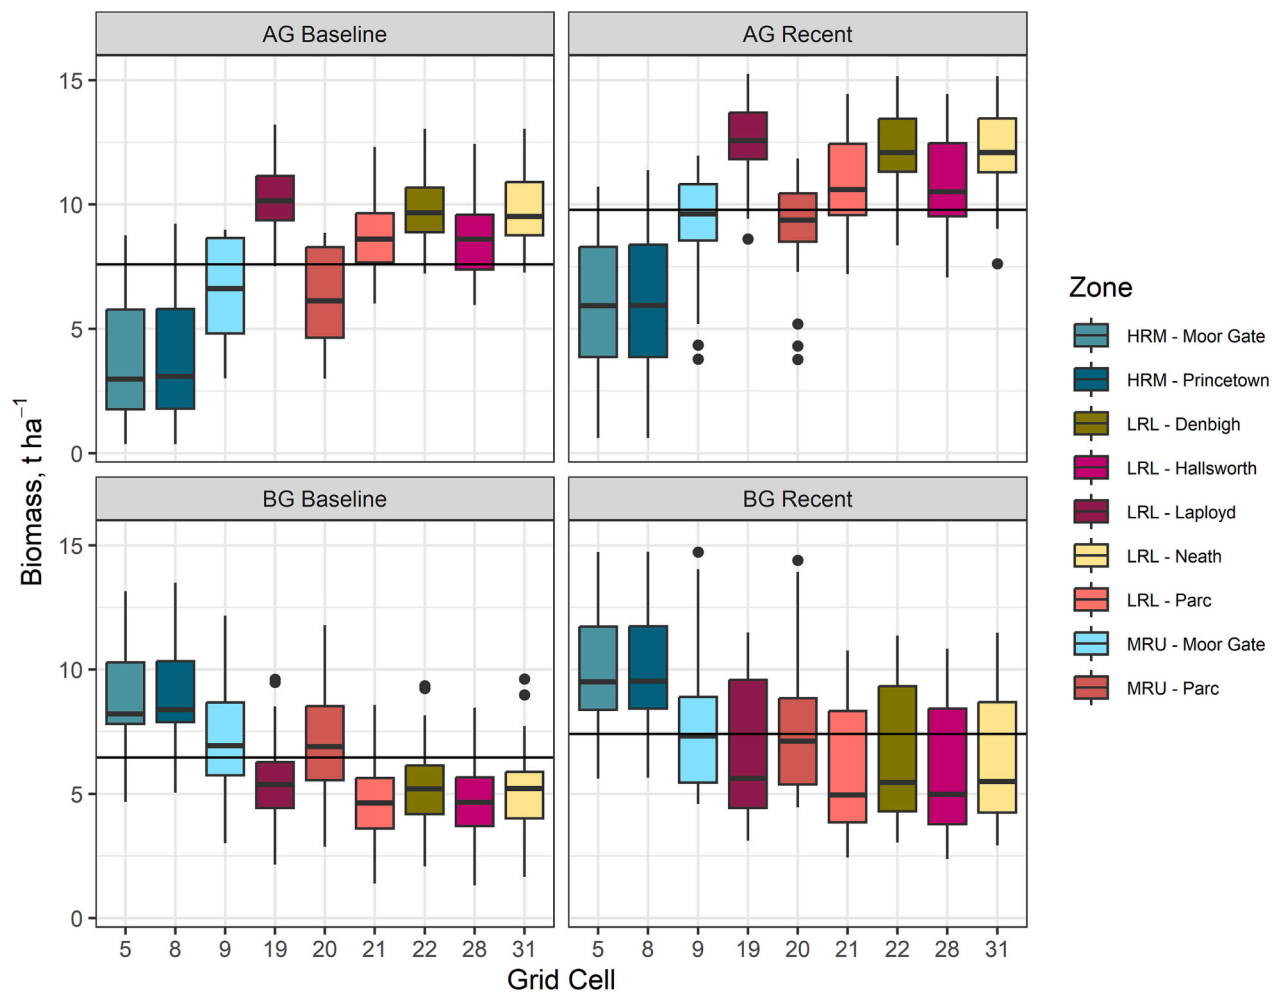 AG Baseline
AG Recent
15
10
5
0
BG Baseline
BG Recent
15
10
5
0
5 8 9 19 20 21 22 28 31
5 8 9 19 20 21 22 28 31
Grid Cell
Biomass, t ha⁻¹
Zone
HRM - Moor Gate
HRM - Princetown
LRL - Denbigh
LRL - Hallsworth
LRL - Laployd
LRL - Neath
LRL - Parc
MRU - Moor Gate
MRU - Parc